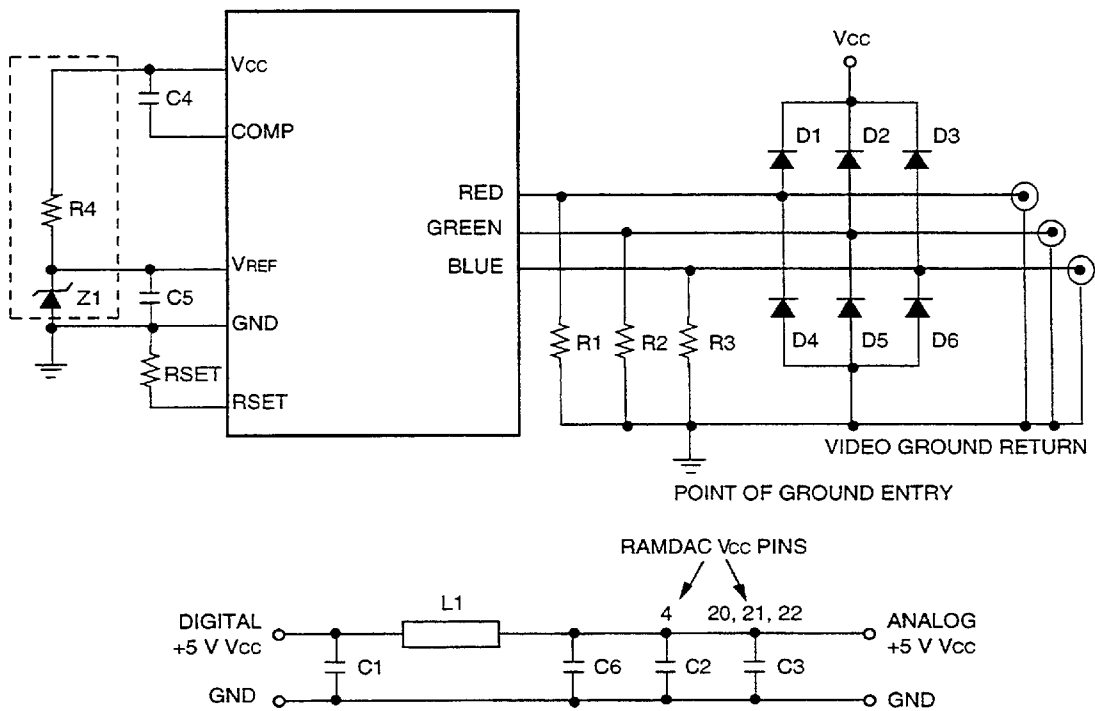 Vcc
Vcc
C4
COMP
D1
D2
D3
RED
R4
GREEN
BLUE
VREF
Z1
C5
GND
R1
R2
R3
D4
D5
D6
RSET
RSET
VIDEO GROUND RETURN
POINT OF GROUND ENTRY
RAMDAC Vcc PINS
L1
4
20, 21, 22
DIGITAL
+5 V Vcc
ANALOG
+5 V Vcc
C1
C6
C2
C3
GND
GND